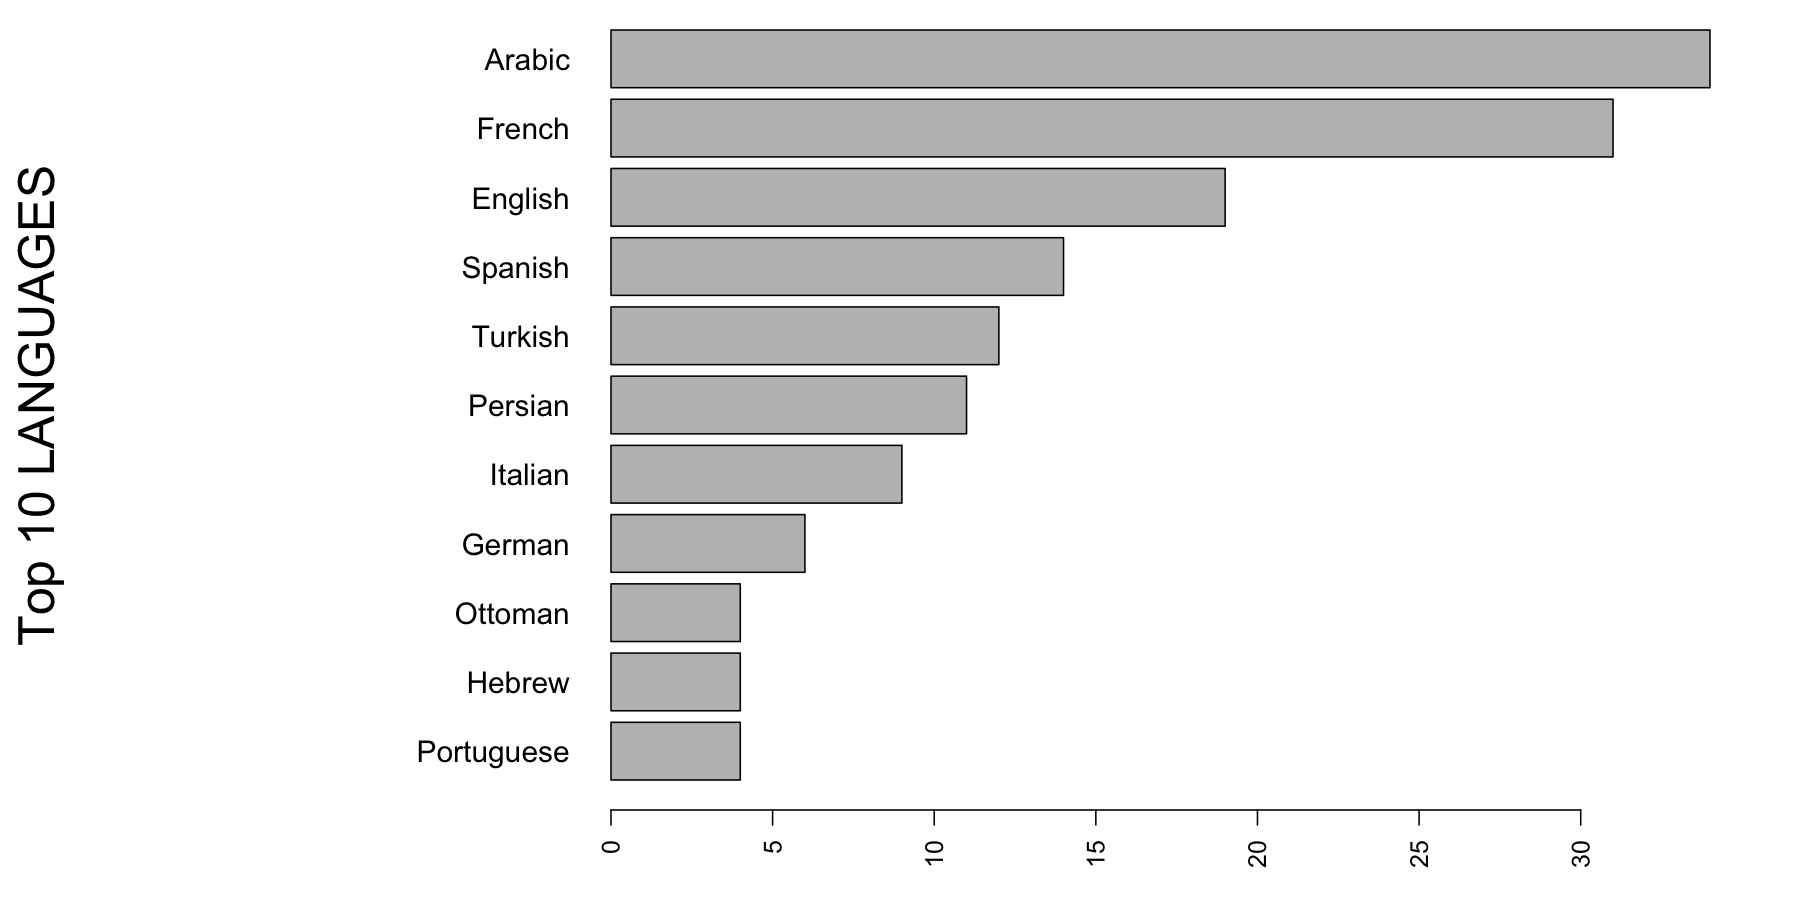 Top 10 LANGUAGES
Arabic
French
English
Spanish
Turkish
Persian
Italian
German
Ottoman
Hebrew
Portuguese
0 5 10 15 20 25 30